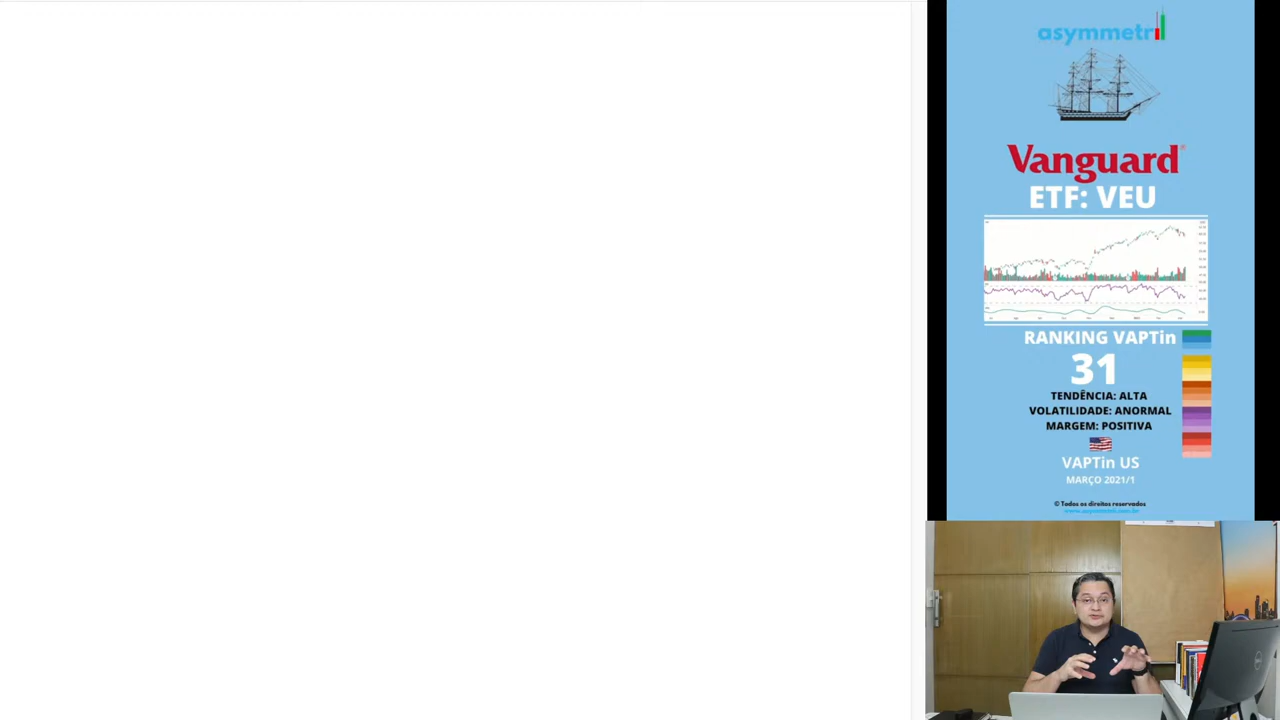 asymmetrii
Vanguard
ETF: VEU
RANKING VAPTin
31
TENDÊNCIA: ALTA
VOLATILIDADE: ANORMAL
MARGEM: POSITIVA
VAPTin US
MARÇO 2021/1
© Todos os direitos reservados